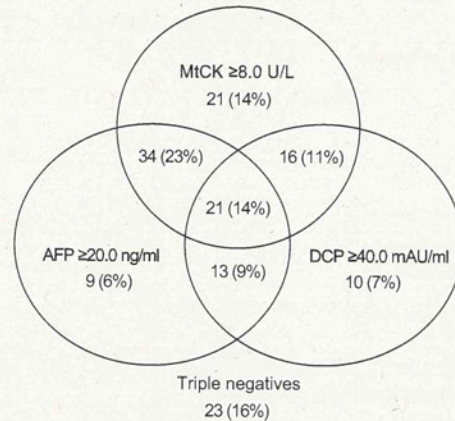 MtCK ≥8.0 U/L
21 (14%)
34 (23%)
16 (11%)
21 (14%)
AFP ≥20.0 ng/ml
9 (6%)
13 (9%)
DCP ≥40.0 mAU/ml
10 (7%)
Triple negatives
23 (16%)